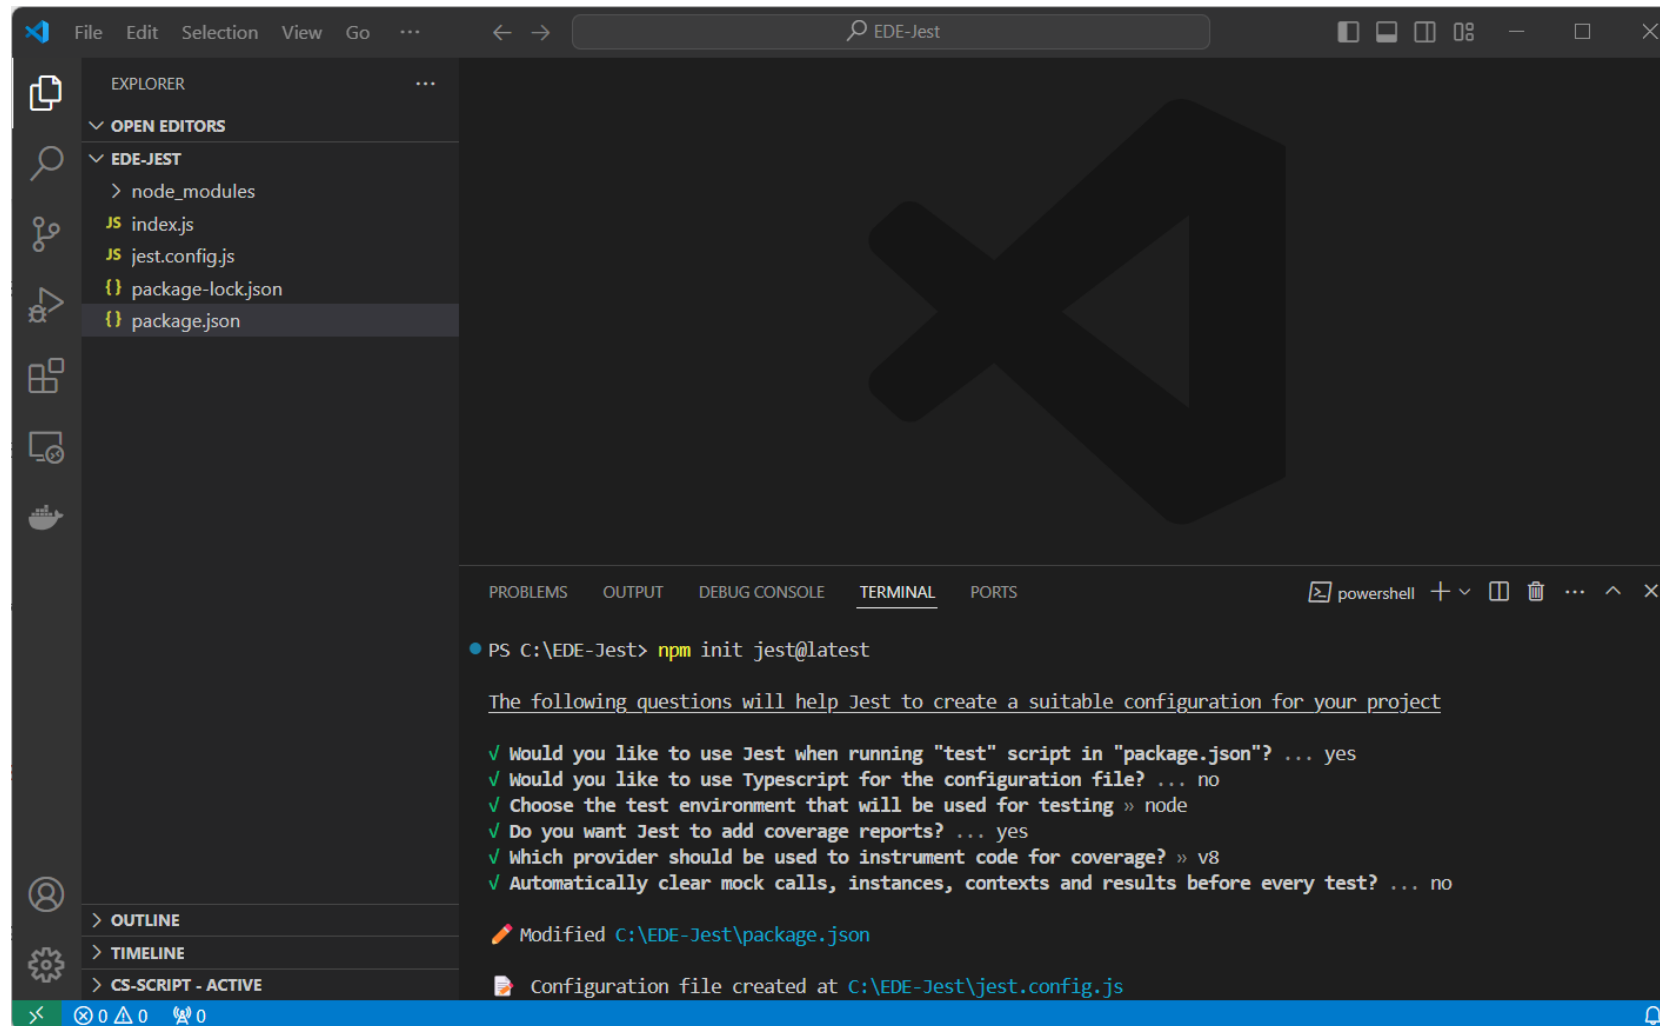 File Edit Selection View Go ...
EDE-Jest
EXPLORER
OPEN EDITORS
EDE-JEST
node_modules
JS index.js
JS jest.config.js
{} package-lock.json
{} package.json
OUTLINE
TIMELINE
CS-SCRIPT - ACTIVE
PROBLEMS OUTPUT DEBUG CONSOLE TERMINAL PORTS
powershell
PS C:\EDE-Jest> npm init jest@latest
The following questions will help Jest to create a suitable configuration for your project
√ Would you like to use Jest when running "test" script in "package.json"? ... yes
√ Would you like to use Typescript for the configuration file? ... no
√ Choose the test environment that will be used for testing » node
√ Do you want Jest to add coverage reports? ... yes
√ Which provider should be used to instrument code for coverage? » v8
√ Automatically clear mock calls, instances, contexts and results before every test? ... no
Modified C:\EDE-Jest\package.json
Configuration file created at C:\EDE-Jest\jest.config.js
0 0 0